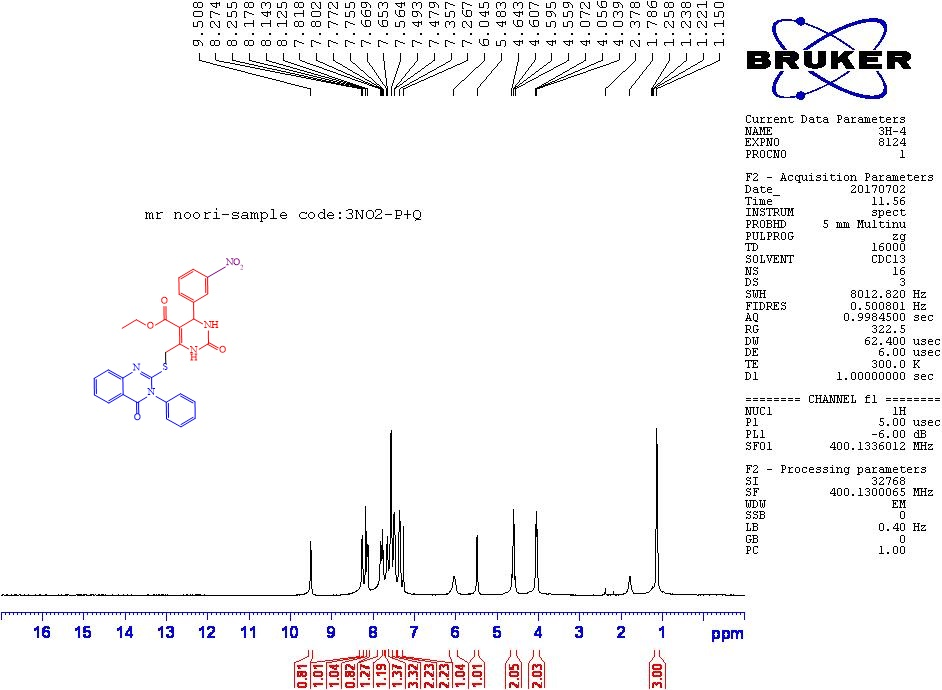 9.508
8.274
8.255
8.178
8.143
8.125
7.818
7.802
7.772
7.755
7.669
7.653
7.564
7.493
7.479
7.357
7.267
6.045
5.483
4.643
4.607
4.595
4.559
4.072
4.056
4.039
2.378
1.786
1.258
1.238
1.221
1.150
BRUKER
Current Data Parameters
NAME 3H-4
EXPNO 8124
PROCNO 1
F2 - Acquisition Parameters
Date_ 20170702
Time 11.56
INSTRUM spect
PROBHD 5 mm Multinu
PULPROG zg
TD 16000
SOLVENT CDCl3
NS 16
DS 3
SWH 8012.820 Hz
FIDRES 0.500801 Hz
AQ 0.9984500 sec
RG 322.5
DW 62.400 usec
DE 6.00 usec
TE 300.0 K
D1 1.00000000 sec
======== CHANNEL f1 ========
NUC1 1H
P1 5.00 usec
PL1 -6.00 dB
SFO1 400.1336012 MHz
F2 - Processing parameters
SI 32768
SF 400.1300065 MHz
WDW EM
SSB 0
LB 0.40 Hz
GB 0
PC 1.00
mr noori-sample code:3NO2-P+Q
NO2
O
O
NH
N
H
O
S
N
N
O
16 15 14 13 12 11 10 9 8 7 6 5 4 3 2 1 ppm
0.81
1.01
1.04
0.82
1.27
1.19
1.37
3.32
2.23
2.23
1.04
1.01
2.05
2.03
3.00